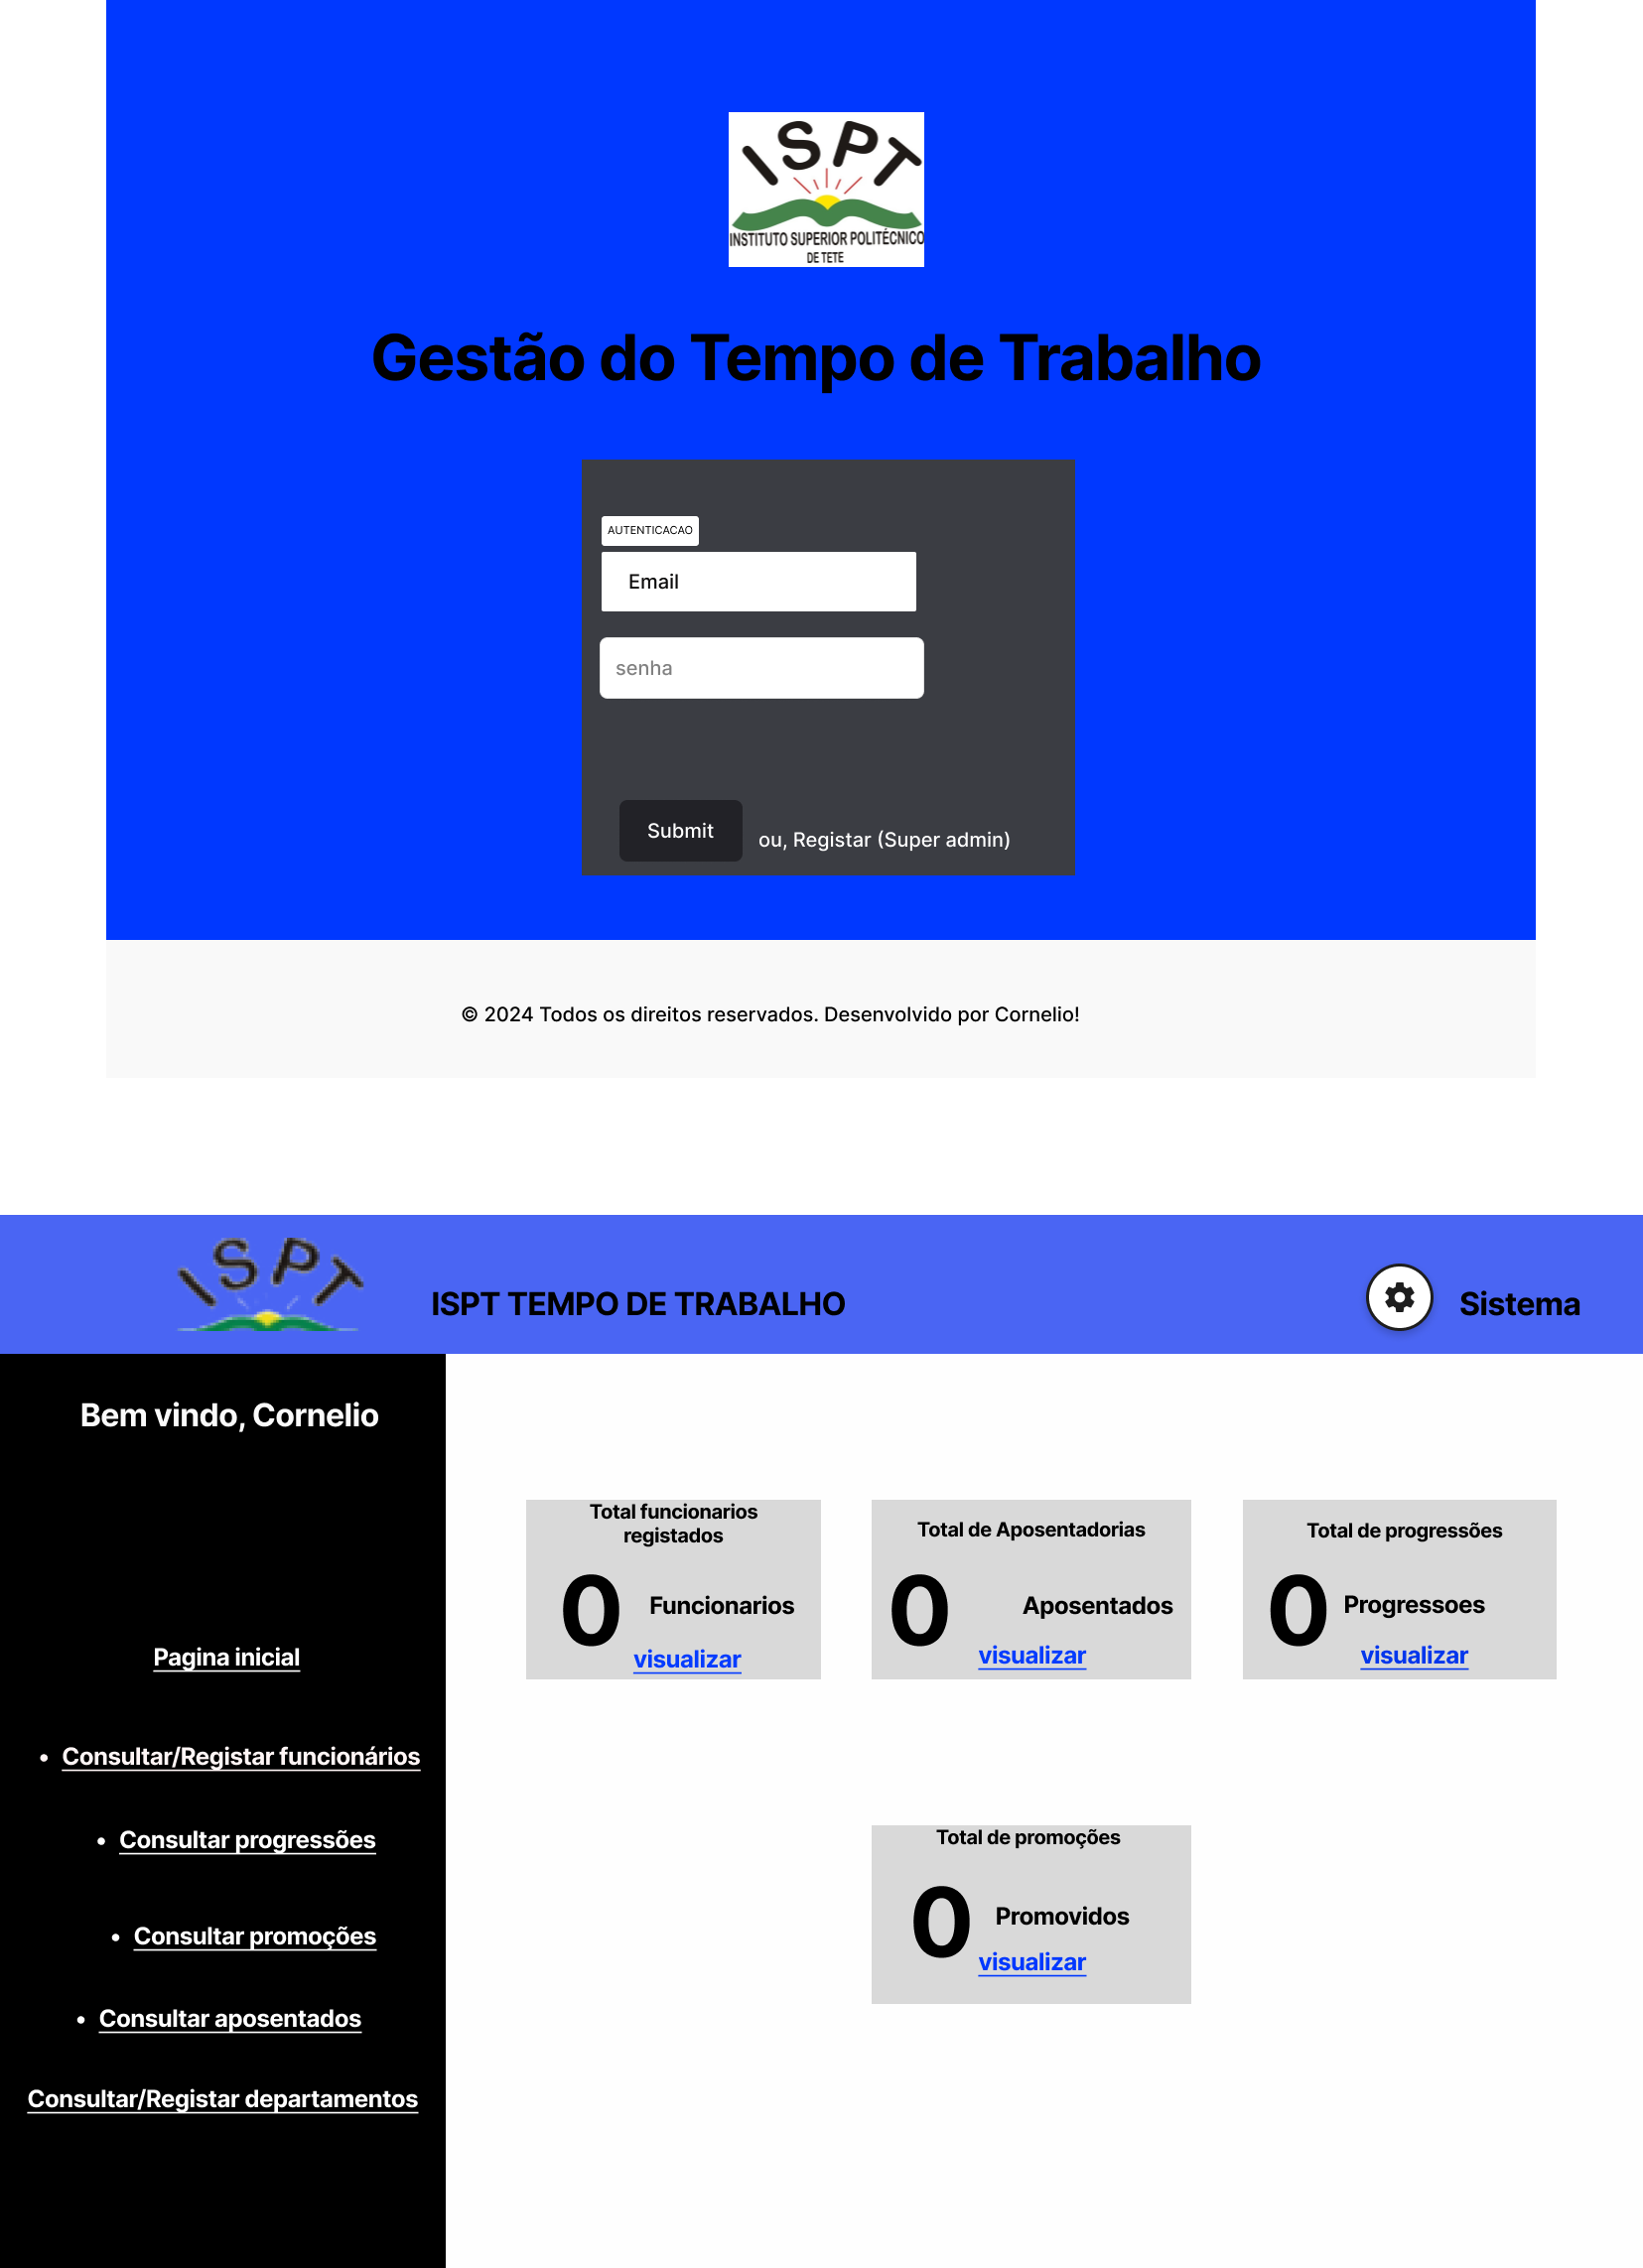 ISPT
INSTITUTO SUPERIOR POLITÉCNICO
DE TETE
Gestão do Tempo de Trabalho
AUTENTICACAO
Email
senha
Submit
ou, Registar (Super admin)
© 2024 Todos os direitos reservados. Desenvolvido por Cornelio!
ISPT
ISPT TEMPO DE TRABALHO
Sistema
Bem vindo, Cornelio
Pagina inicial
• Consultar/Registar funcionários
• Consultar progressões
• Consultar promoções
• Consultar aposentados
Consultar/Registar departamentos
Total funcionarios
registados
0 Funcionarios
visualizar
Total de Aposentadorias
0 Aposentados
visualizar
Total de progressões
0 Progressoes
visualizar
Total de promoções
0 Promovidos
visualizar